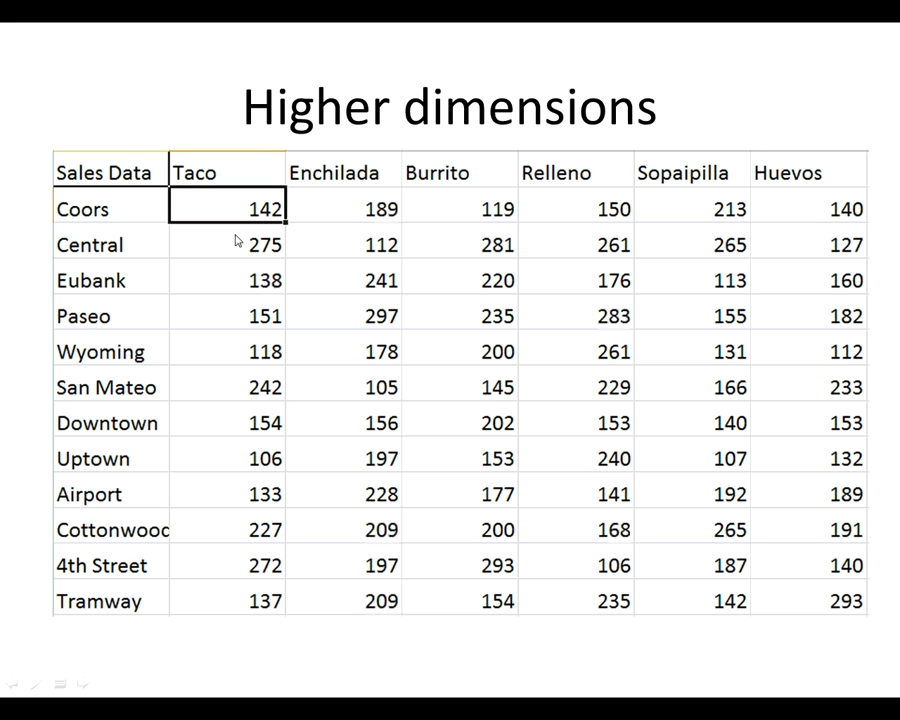 Higher dimensions
Sales Data Taco Enchilada Burrito Relleno Sopaipilla Huevos
Coors 142 189 119 150 213 140
Central 275 112 281 261 265 127
Eubank 138 241 220 176 113 160
Paseo 151 297 235 283 155 182
Wyoming 118 178 200 261 131 112
San Mateo 242 105 145 229 166 233
Downtown 154 156 202 153 140 153
Uptown 106 197 153 240 107 132
Airport 133 228 177 141 192 189
Cottonwood 227 209 200 168 265 191
4th Street 272 197 293 106 187 140
Tramway 137 209 154 235 142 293